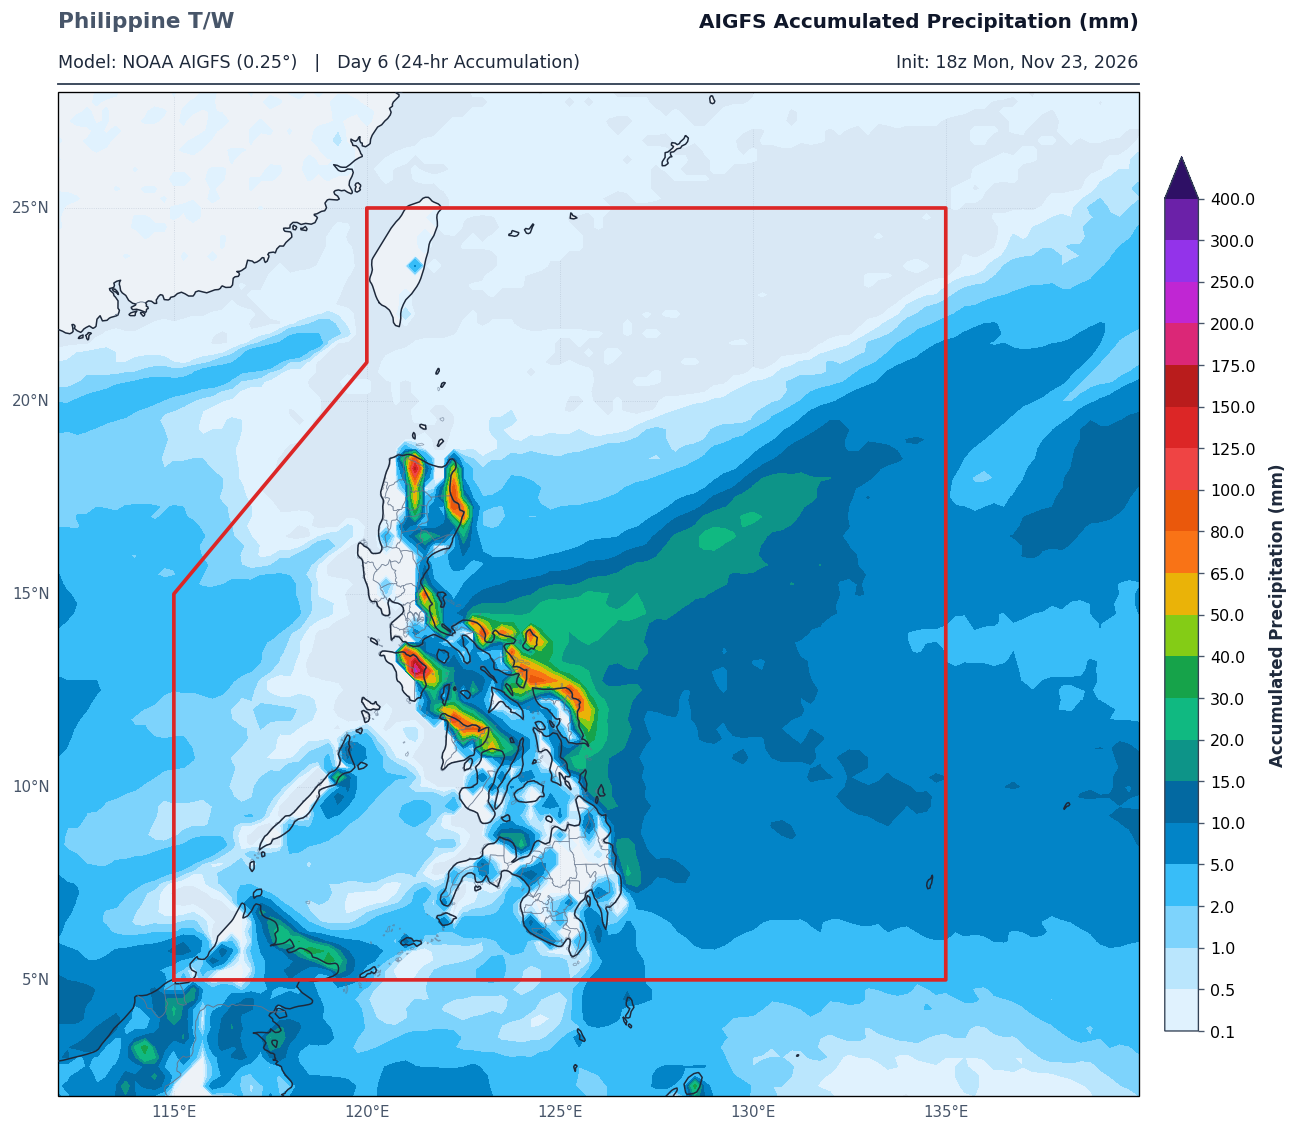 Philippine T/W
AIGFS Accumulated Precipitation (mm)
Model: NOAA AIGFS (0.25°)   |   Day 6 (24-hr Accumulation)
Init: 18z Mon, Nov 23, 2026
25°N
20°N
15°N
10°N
5°N
115°E
120°E
125°E
130°E
135°E
400.0
300.0
250.0
200.0
175.0
150.0
125.0
100.0
80.0
65.0
50.0
40.0
30.0
20.0
15.0
10.0
5.0
2.0
1.0
0.5
0.1
Accumulated Precipitation (mm)